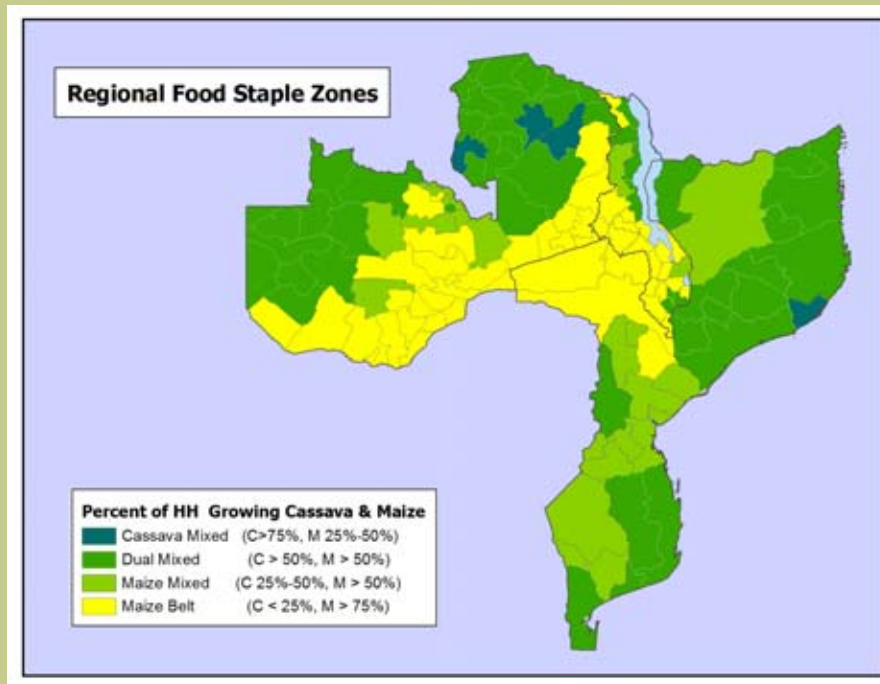 Regional Food Staple Zones
Percent of HH Growing Cassava & Maize
Cassava Mixed (C>75%, M 25%-50%)
Dual Mixed (C > 50%, M > 50%)
Maize Mixed (C 25%-50%, M > 50%)
Maize Belt (C < 25%, M > 75%)